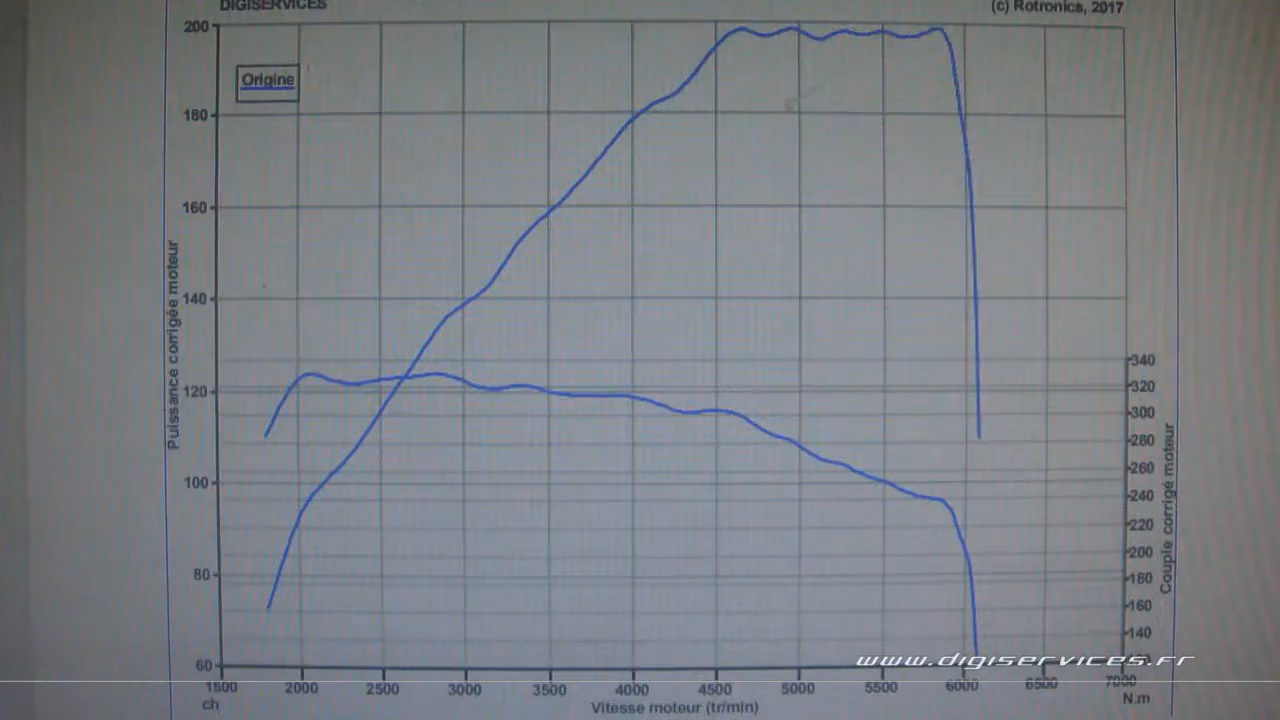 DIGISERVICES
(c) Rotronics, 2017
Origine
200
180
160
140
120
100
80
60
Puissance corrigée moteur
340
320
300
280
260
240
220
200
180
160
140
Couple corrigé moteur
www.digiservices.fr
1500 2000 2500 3000 3500 4000 4500 5000 5500 6000 6500 7000
ch
Vitesse moteur (tr/min)
N.m